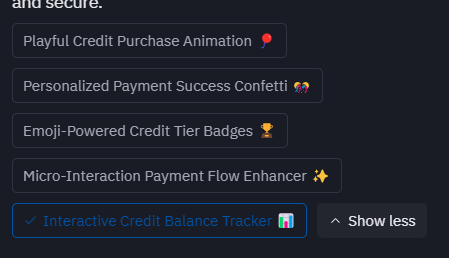 and secure.
Playful Credit Purchase Animation 🎈
Personalized Payment Success Confetti 🎊
Emoji-Powered Credit Tier Badges 🏆
Micro-Interaction Payment Flow Enhancer ✨
✓ Interactive Credit Balance Tracker 📊
Show less